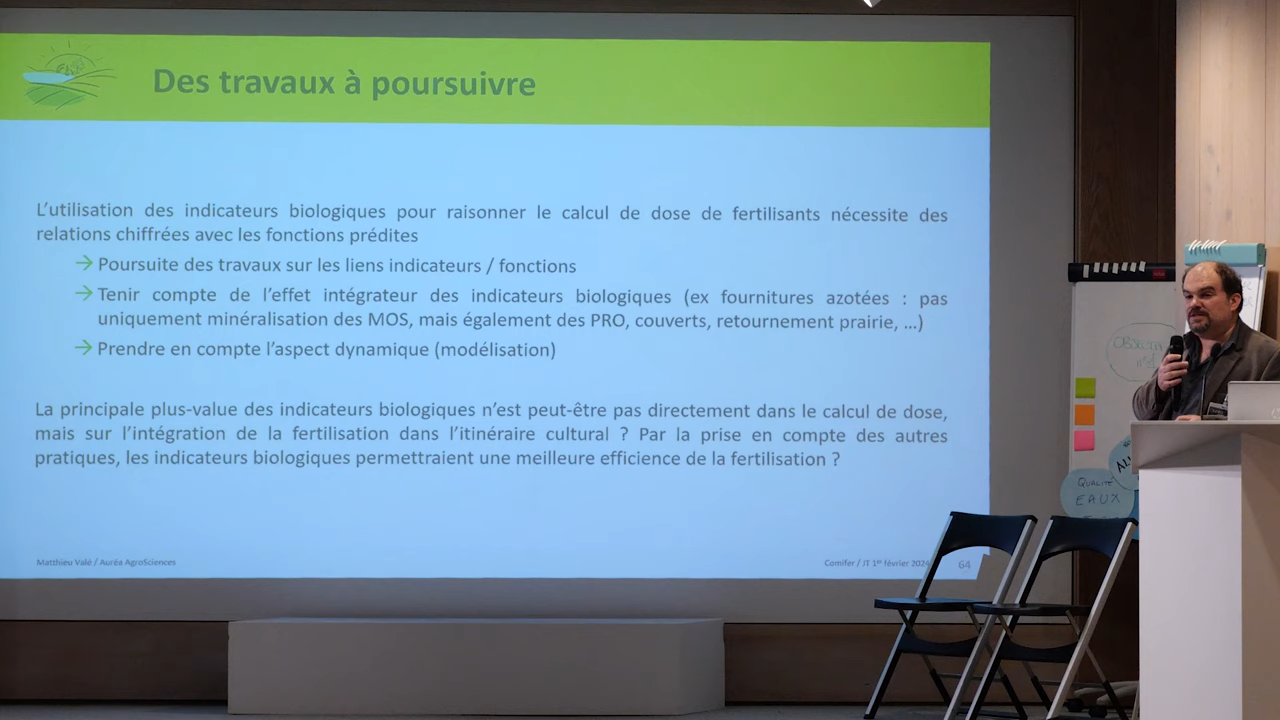 Des travaux à poursuivre
L'utilisation des indicateurs biologiques pour raisonner le calcul de dose de fertilisants nécessite des
relations chiffrées avec les fonctions prédites
→ Poursuite des travaux sur les liens indicateurs / fonctions
→ Tenir compte de l'effet intégrateur des indicateurs biologiques (ex fournitures azotées : pas
uniquement minéralisation des MOS, mais également des PRO, couverts, retournement prairie, …)
→ Prendre en compte l'aspect dynamique (modélisation)
La principale plus-value des indicateurs biologiques n'est peut-être pas directement dans le calcul de dose,
mais sur l'intégration de la fertilisation dans l'itinéraire cultural ? Par la prise en compte des autres
pratiques, les indicateurs biologiques permettraient une meilleure efficience de la fertilisation ?
Matthieu Valé / Auréa AgroSciences
Comifer / JT 1er février 2024
64
QUALITÉ
EAUX